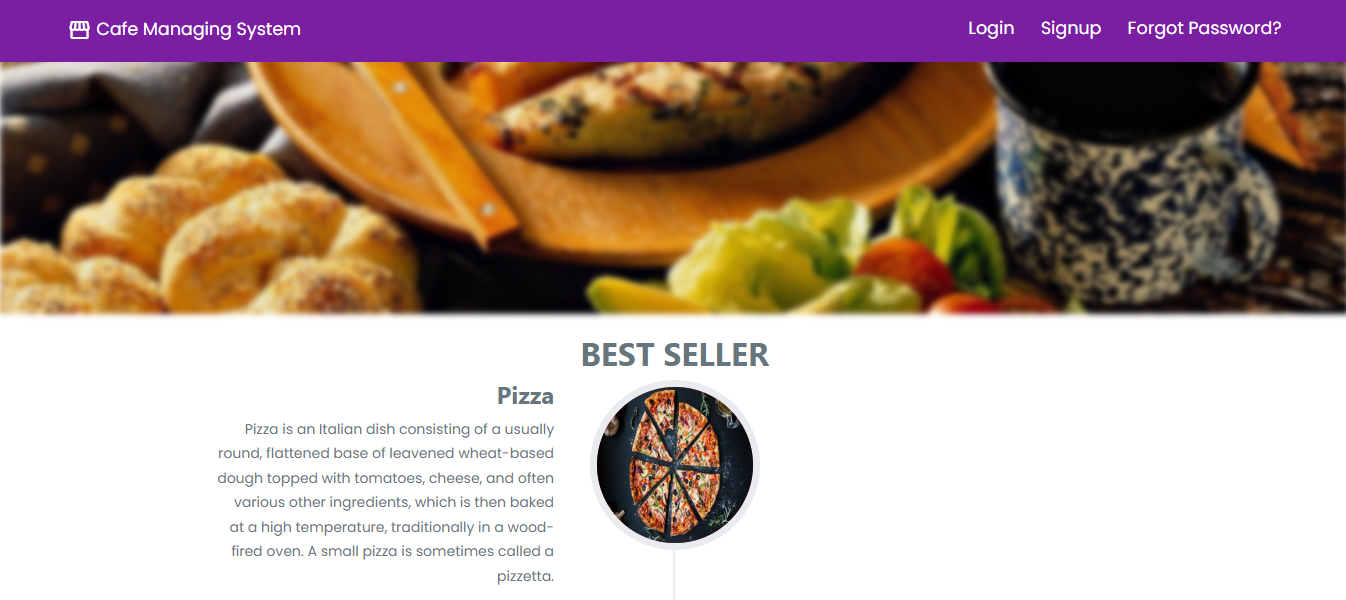 Cafe Managing System
Login Signup Forgot Password?
BEST SELLER
Pizza
Pizza is an Italian dish consisting of a usually
round, flattened base of leavened wheat-based
dough topped with tomatoes, cheese, and often
various other ingredients, which is then baked
at a high temperature, traditionally in a wood-
fired oven. A small pizza is sometimes called a
pizzetta.